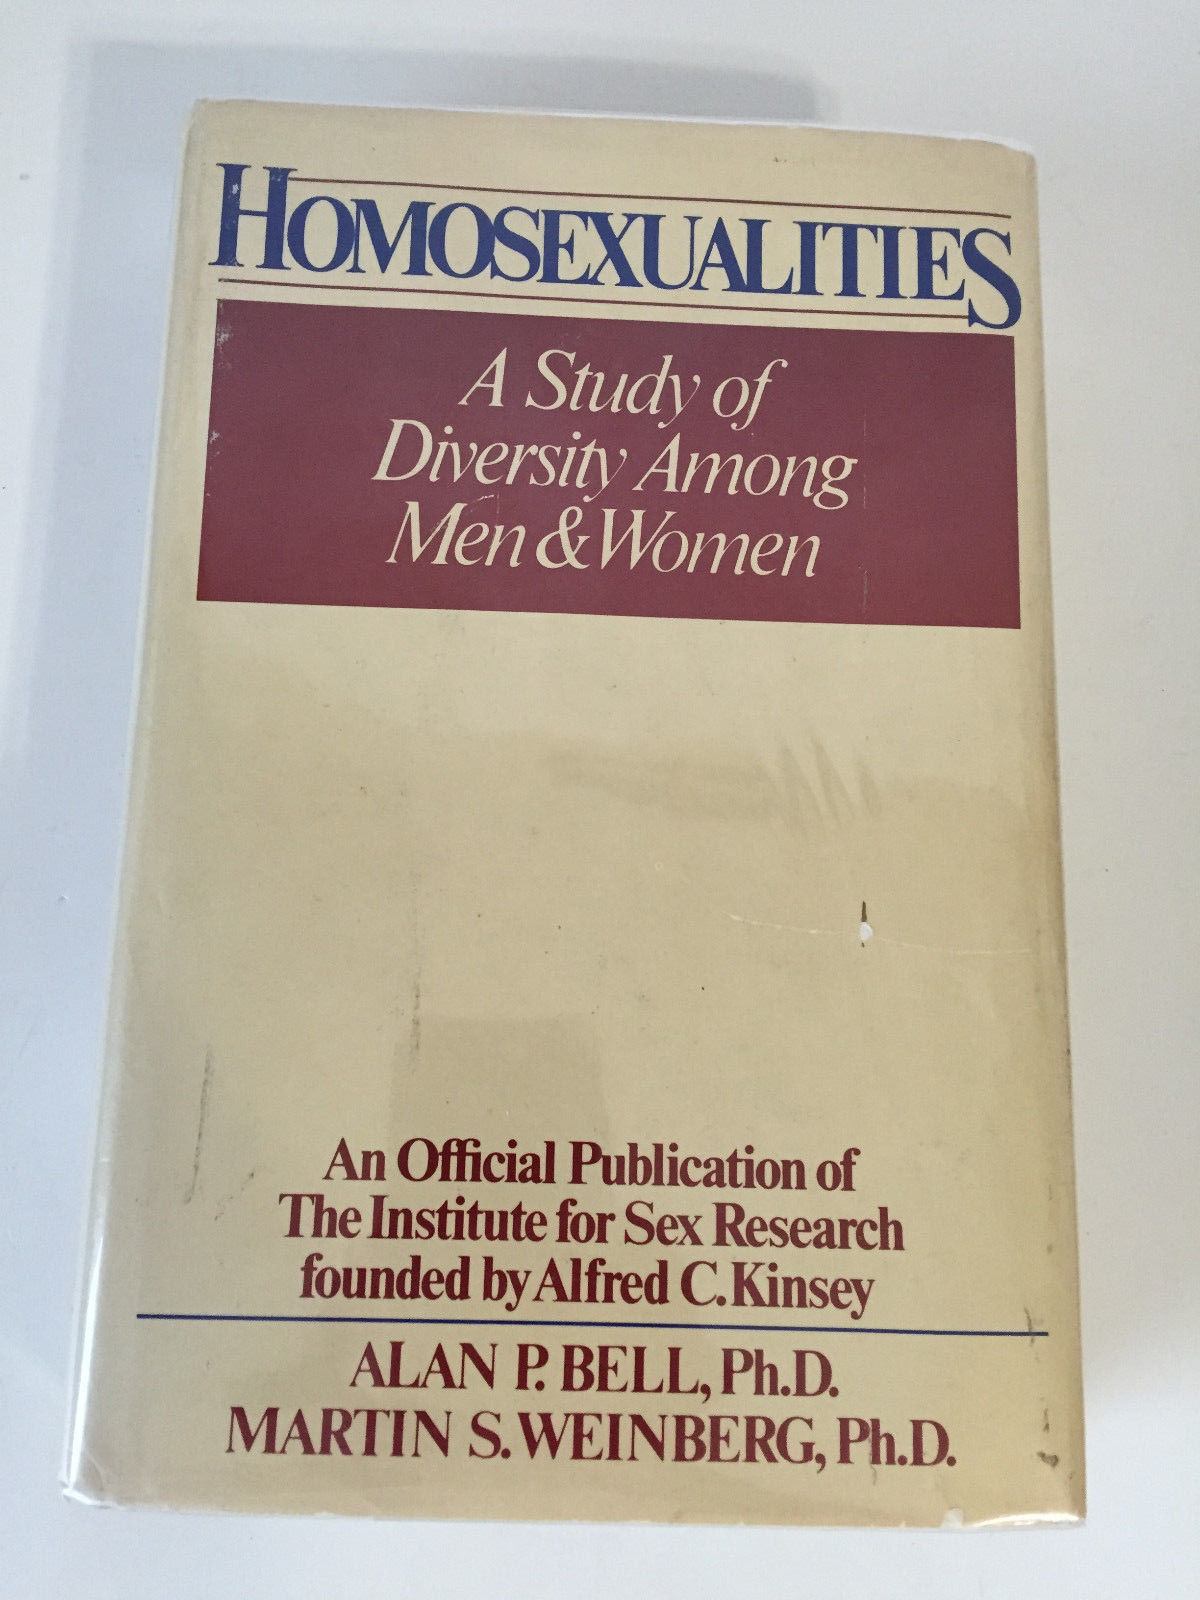 HOMOSEXUALITIES
A Study of
Diversity Among
Men & Women
An Official Publication of
The Institute for Sex Research
founded by Alfred C. Kinsey
ALAN P. BELL, Ph.D.
MARTIN S. WEINBERG, Ph.D.